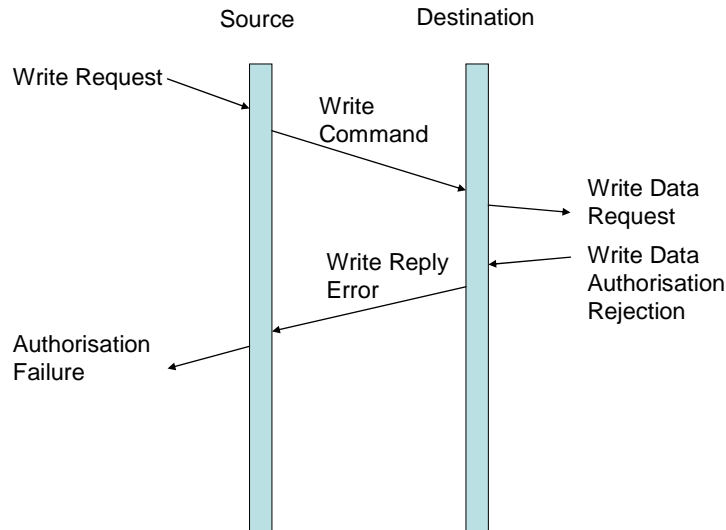 Source
Destination
Write Request
Write
Command
Write Data
Request
Write Data
Authorisation
Rejection
Write Reply
Error
Authorisation
Failure